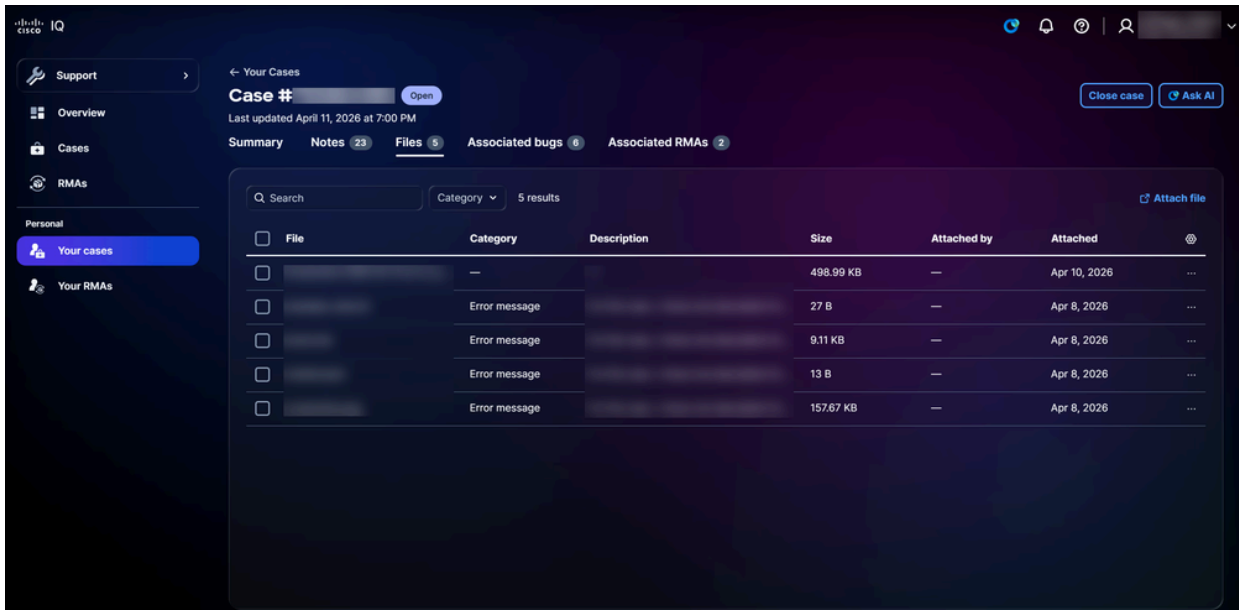 cisco IQ
Support
Overview
Cases
RMAs
Personal
Your cases
Your RMAs
← Your Cases
Case # Open
Last updated April 11, 2026 at 7:00 PM
Close case Ask AI
Summary Notes 23 Files 5 Associated bugs 6 Associated RMAs 2
Search Category 5 results Attach file
File Category Description Size Attached by Attached
— 498.99 KB — Apr 10, 2026 ...
Error message 27 B — Apr 8, 2026 ...
Error message 9.11 KB — Apr 8, 2026 ...
Error message 13 B — Apr 8, 2026 ...
Error message 157.67 KB — Apr 8, 2026 ...